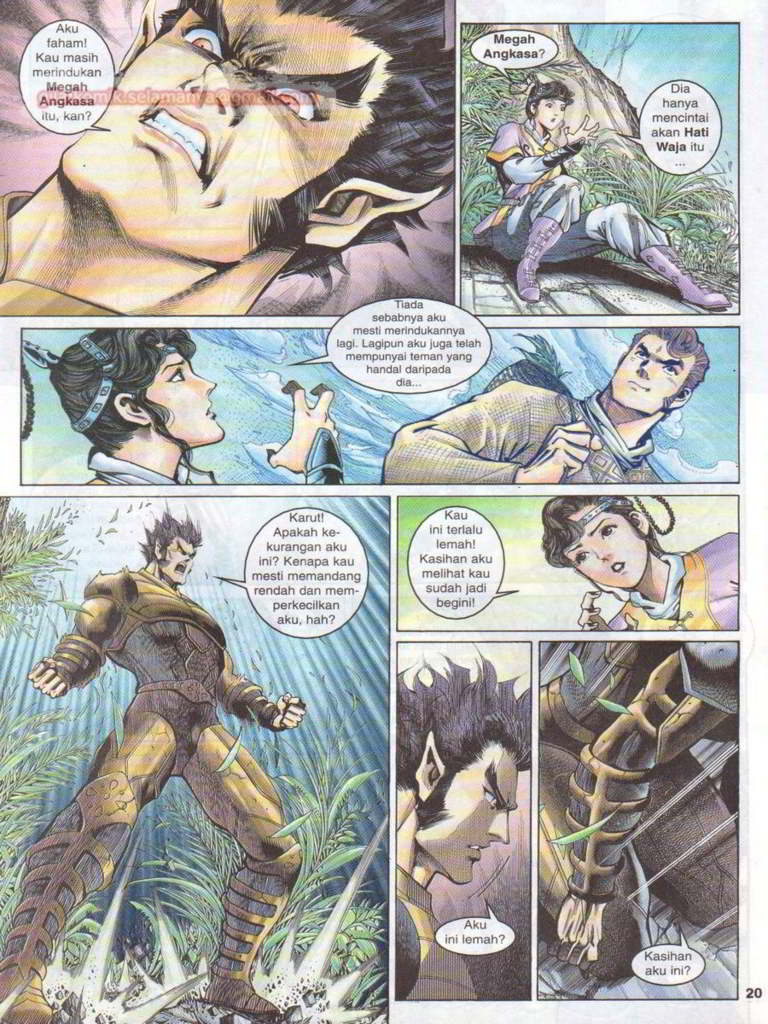 Aku
faham!
Kau masih
merindukan
Megah
Angkasa
itu, kan?
Megah
Angkasa?
Dia
hanya
mencintai
akan Hati
Waja itu
...
Tiada
sebabnya aku
mesti merindukannya
lagi. Lagipun aku juga telah
mempunyai teman yang
handal daripada
dia...
Karut!
Apakah ke-
kurangan aku
ini? Kenapa kau
mesti memandang
rendah dan mem-
perkecilkan
aku, hah?
Kau
ini terlalu
lemah!
Kasihan aku
melihat kau
sudah jadi
begini!
Aku
ini lemah?
Kasihan
aku ini?
20